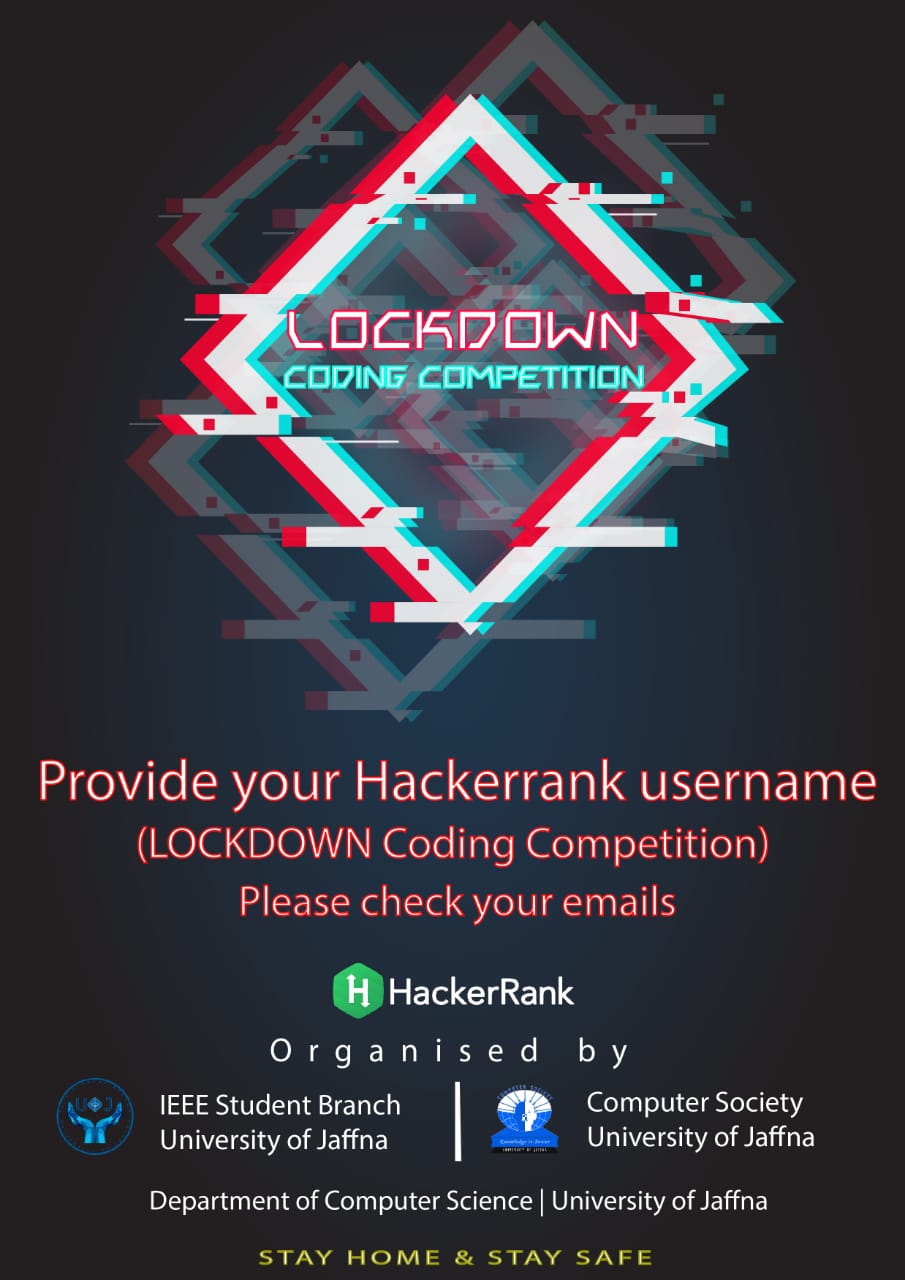 LOCKDOWN
CODING COMPETITION
Provide your Hackerrank username
(LOCKDOWN Coding Competition)
Please check your emails
H HackerRank
Organised by
UOJ
IEEE Student Branch
University of Jaffna
COMPUTER SOCIETY
Knowledge is Power
UNIVERSITY OF JAFFNA
Computer Society
University of Jaffna
Department of Computer Science | University of Jaffna
STAY HOME & STAY SAFE